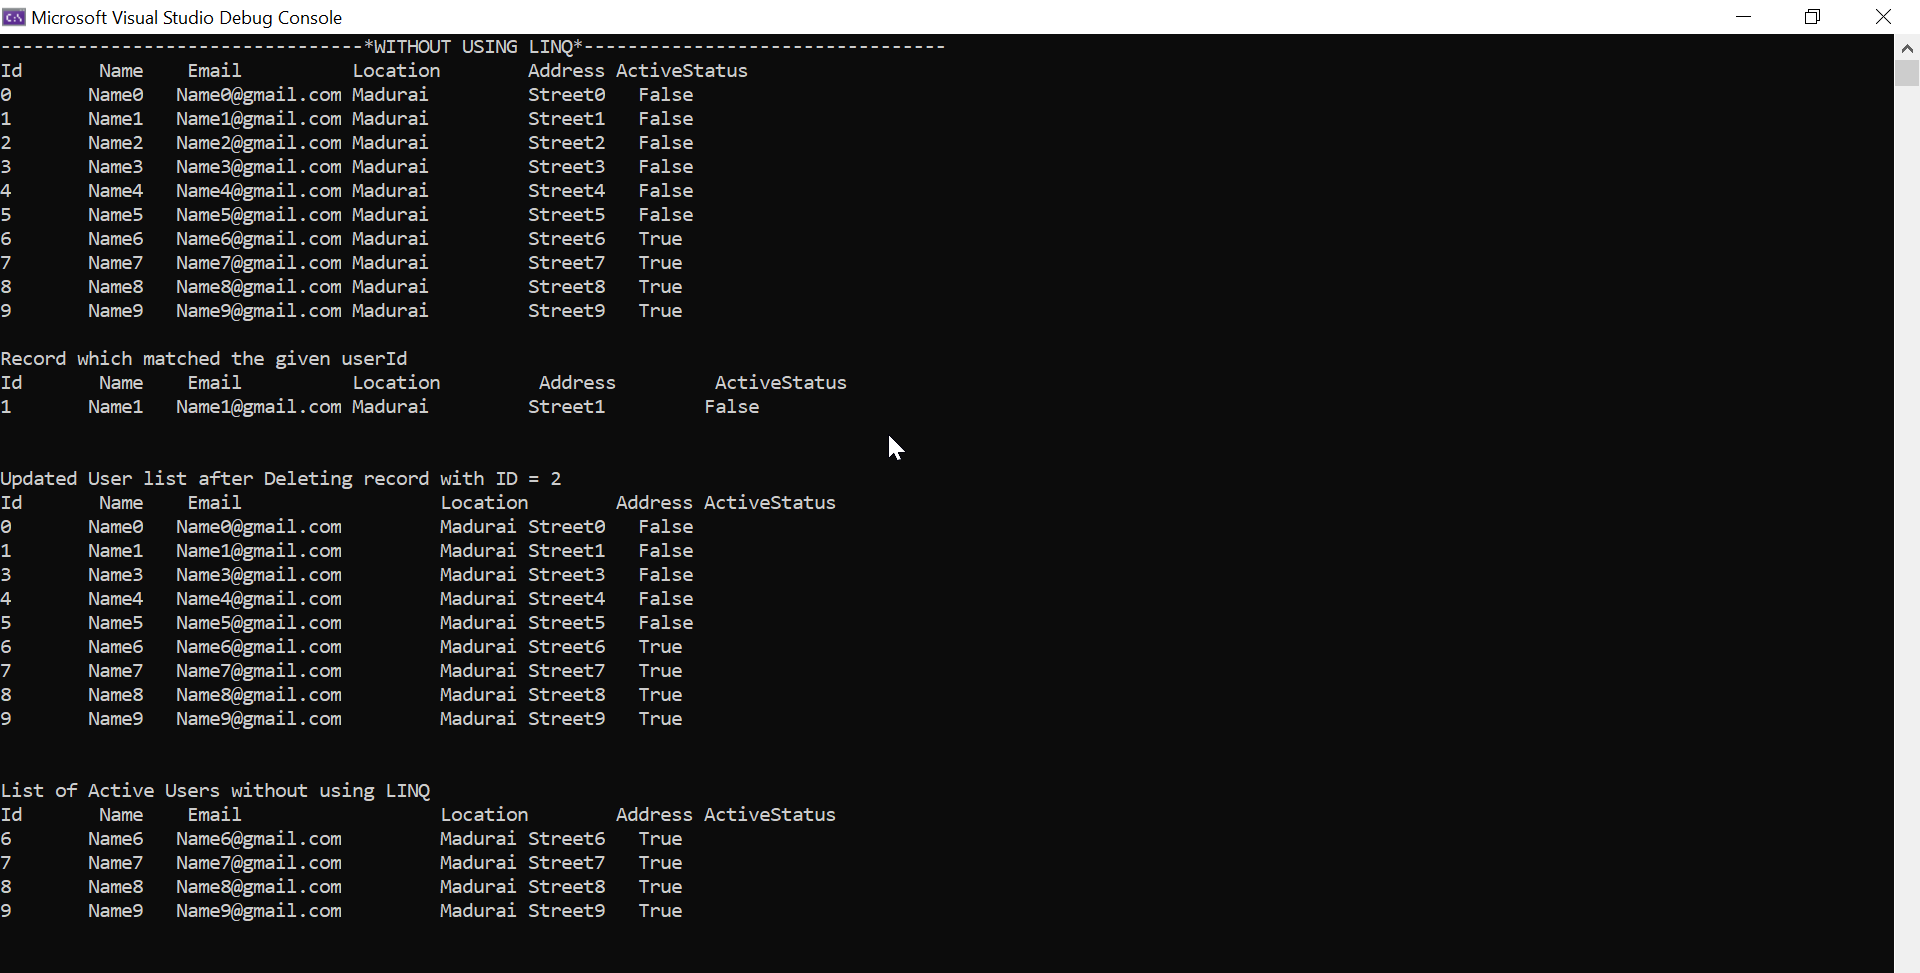 Microsoft Visual Studio Debug Console
---------------------------------*WITHOUT USING LINQ*---------------------------------
Id       Name    Email          Location        Address ActiveStatus
0       Name0   Name0@gmail.com Madurai         Street0   False
1       Name1   Name1@gmail.com Madurai         Street1   False
2       Name2   Name2@gmail.com Madurai         Street2   False
3       Name3   Name3@gmail.com Madurai         Street3   False
4       Name4   Name4@gmail.com Madurai         Street4   False
5       Name5   Name5@gmail.com Madurai         Street5   False
6       Name6   Name6@gmail.com Madurai         Street6   True
7       Name7   Name7@gmail.com Madurai         Street7   True
8       Name8   Name8@gmail.com Madurai         Street8   True
9       Name9   Name9@gmail.com Madurai         Street9   True
Record which matched the given userId
Id       Name    Email          Location         Address         ActiveStatus
1       Name1   Name1@gmail.com Madurai         Street1         False
Updated User list after Deleting record with ID = 2
Id       Name    Email                  Location        Address ActiveStatus
0       Name0   Name0@gmail.com         Madurai Street0   False
1       Name1   Name1@gmail.com         Madurai Street1   False
3       Name3   Name3@gmail.com         Madurai Street3   False
4       Name4   Name4@gmail.com         Madurai Street4   False
5       Name5   Name5@gmail.com         Madurai Street5   False
6       Name6   Name6@gmail.com         Madurai Street6   True
7       Name7   Name7@gmail.com         Madurai Street7   True
8       Name8   Name8@gmail.com         Madurai Street8   True
9       Name9   Name9@gmail.com         Madurai Street9   True
List of Active Users without using LINQ
Id       Name    Email                  Location        Address ActiveStatus
6       Name6   Name6@gmail.com         Madurai Street6   True
7       Name7   Name7@gmail.com         Madurai Street7   True
8       Name8   Name8@gmail.com         Madurai Street8   True
9       Name9   Name9@gmail.com         Madurai Street9   True